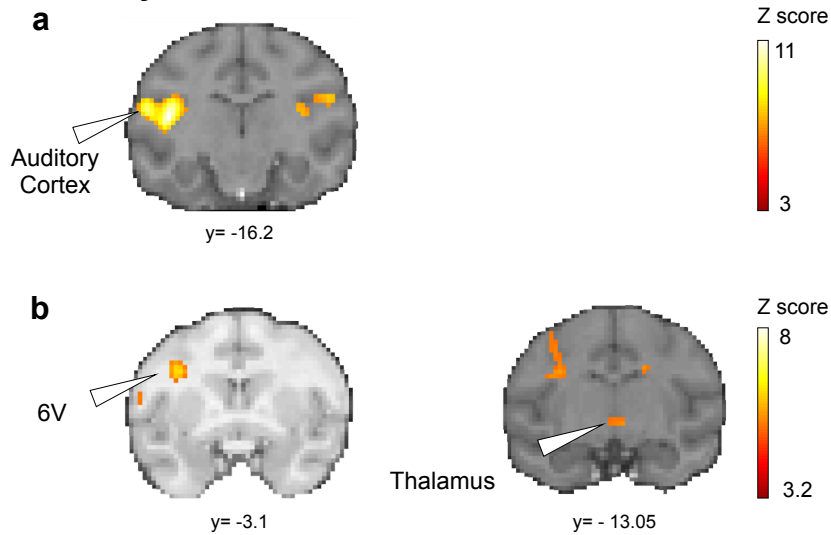 a
Z score
11
3
Auditory
Cortex
y= -16.2
b
Z score
8
3.2
6V
Thalamus
y= -3.1
y= - 13.05